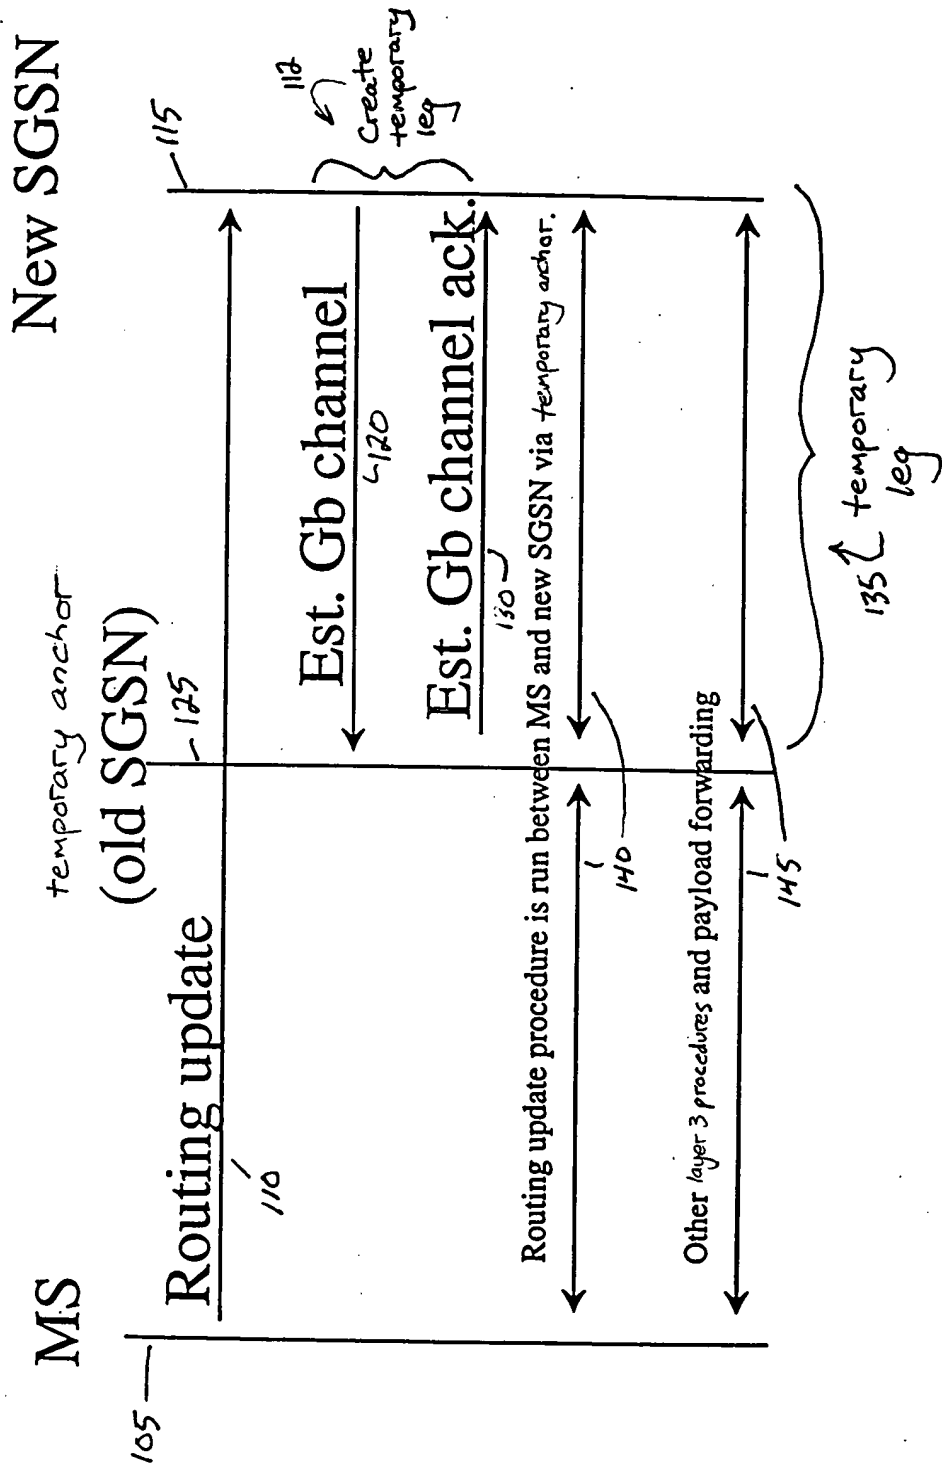 MS
temporary anchor
(old SGSN)
New SGSN
105
125
115
Routing update
110
Est. Gb channel
120
112
Create
temporary
leg
Est. Gb channel ack.
130
Routing update procedure is run between MS and new SGSN via temporary anchor.
140
Other layer 3 procedures and payload forwarding
145
135
temporary
leg